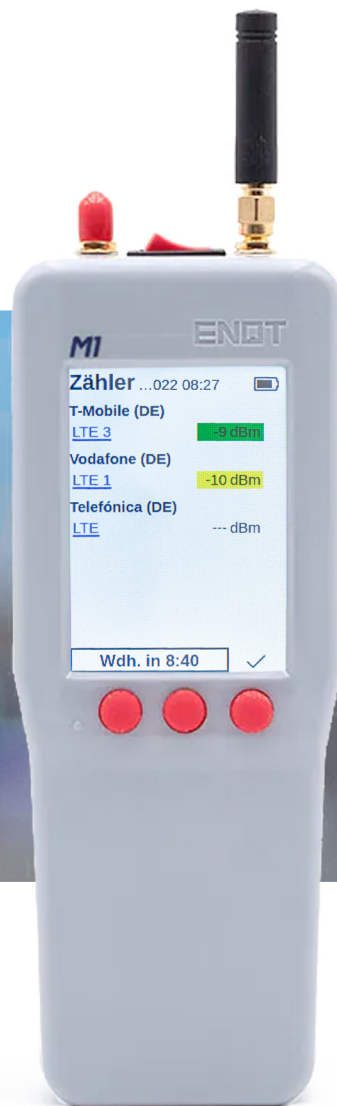 M1 ENQT
Zähler ...022 08:27
T-Mobile (DE)
LTE 3 -9 dBm
Vodafone (DE)
LTE 1 -10 dBm
Telefónica (DE)
LTE --- dBm
Wdh. in 8:40